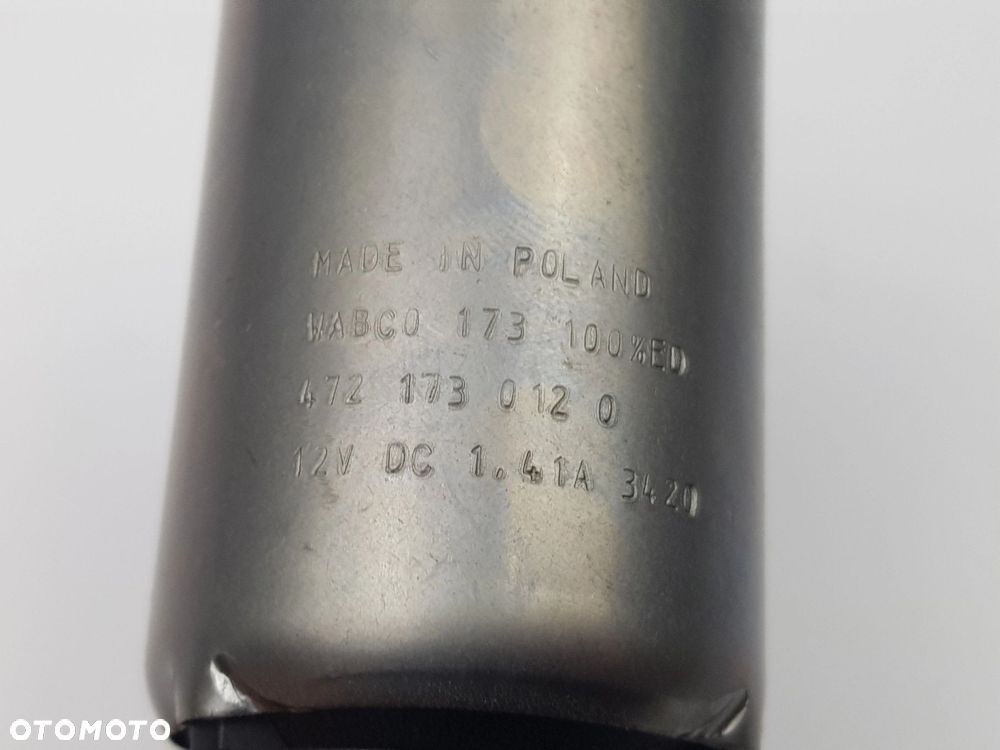 MADE IN POLAND
WABCO 173 100%ED
472 173 012 0
12V DC 1.41A 3420
OTOMOTO